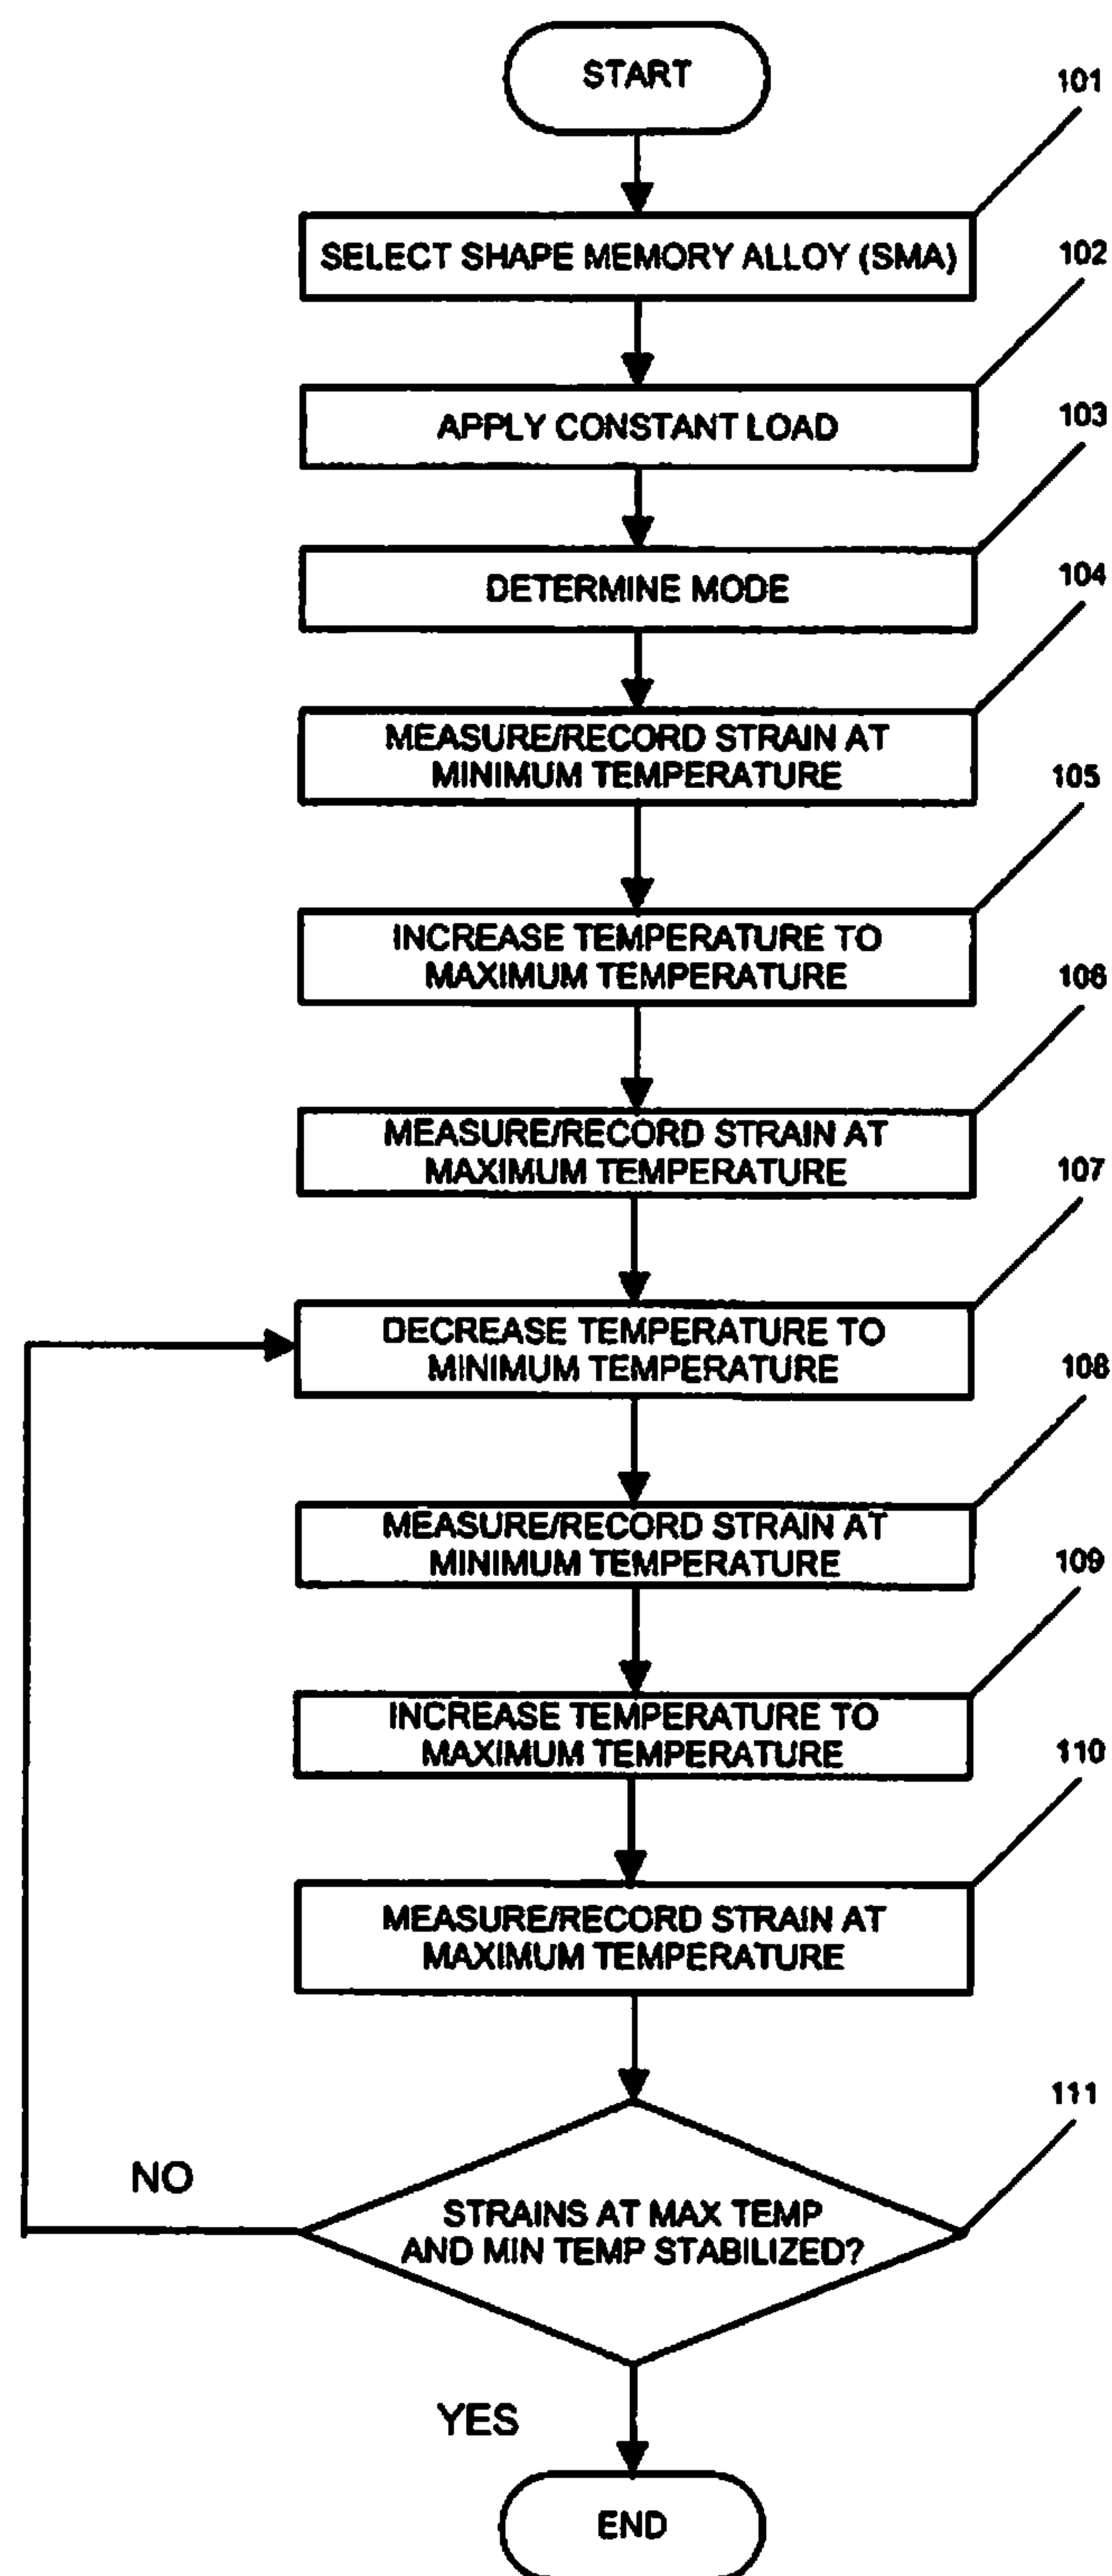 START
101
SELECT SHAPE MEMORY ALLOY (SMA)
102
APPLY CONSTANT LOAD
103
DETERMINE MODE
104
MEASURE/RECORD STRAIN AT
MINIMUM TEMPERATURE
105
INCREASE TEMPERATURE TO
MAXIMUM TEMPERATURE
106
MEASURE/RECORD STRAIN AT
MAXIMUM TEMPERATURE
107
DECREASE TEMPERATURE TO
MINIMUM TEMPERATURE
108
MEASURE/RECORD STRAIN AT
MINIMUM TEMPERATURE
109
INCREASE TEMPERATURE TO
MAXIMUM TEMPERATURE
110
MEASURE/RECORD STRAIN AT
MAXIMUM TEMPERATURE
111
NO
STRAINS AT MAX TEMP
AND MIN TEMP STABILIZED?
YES
END